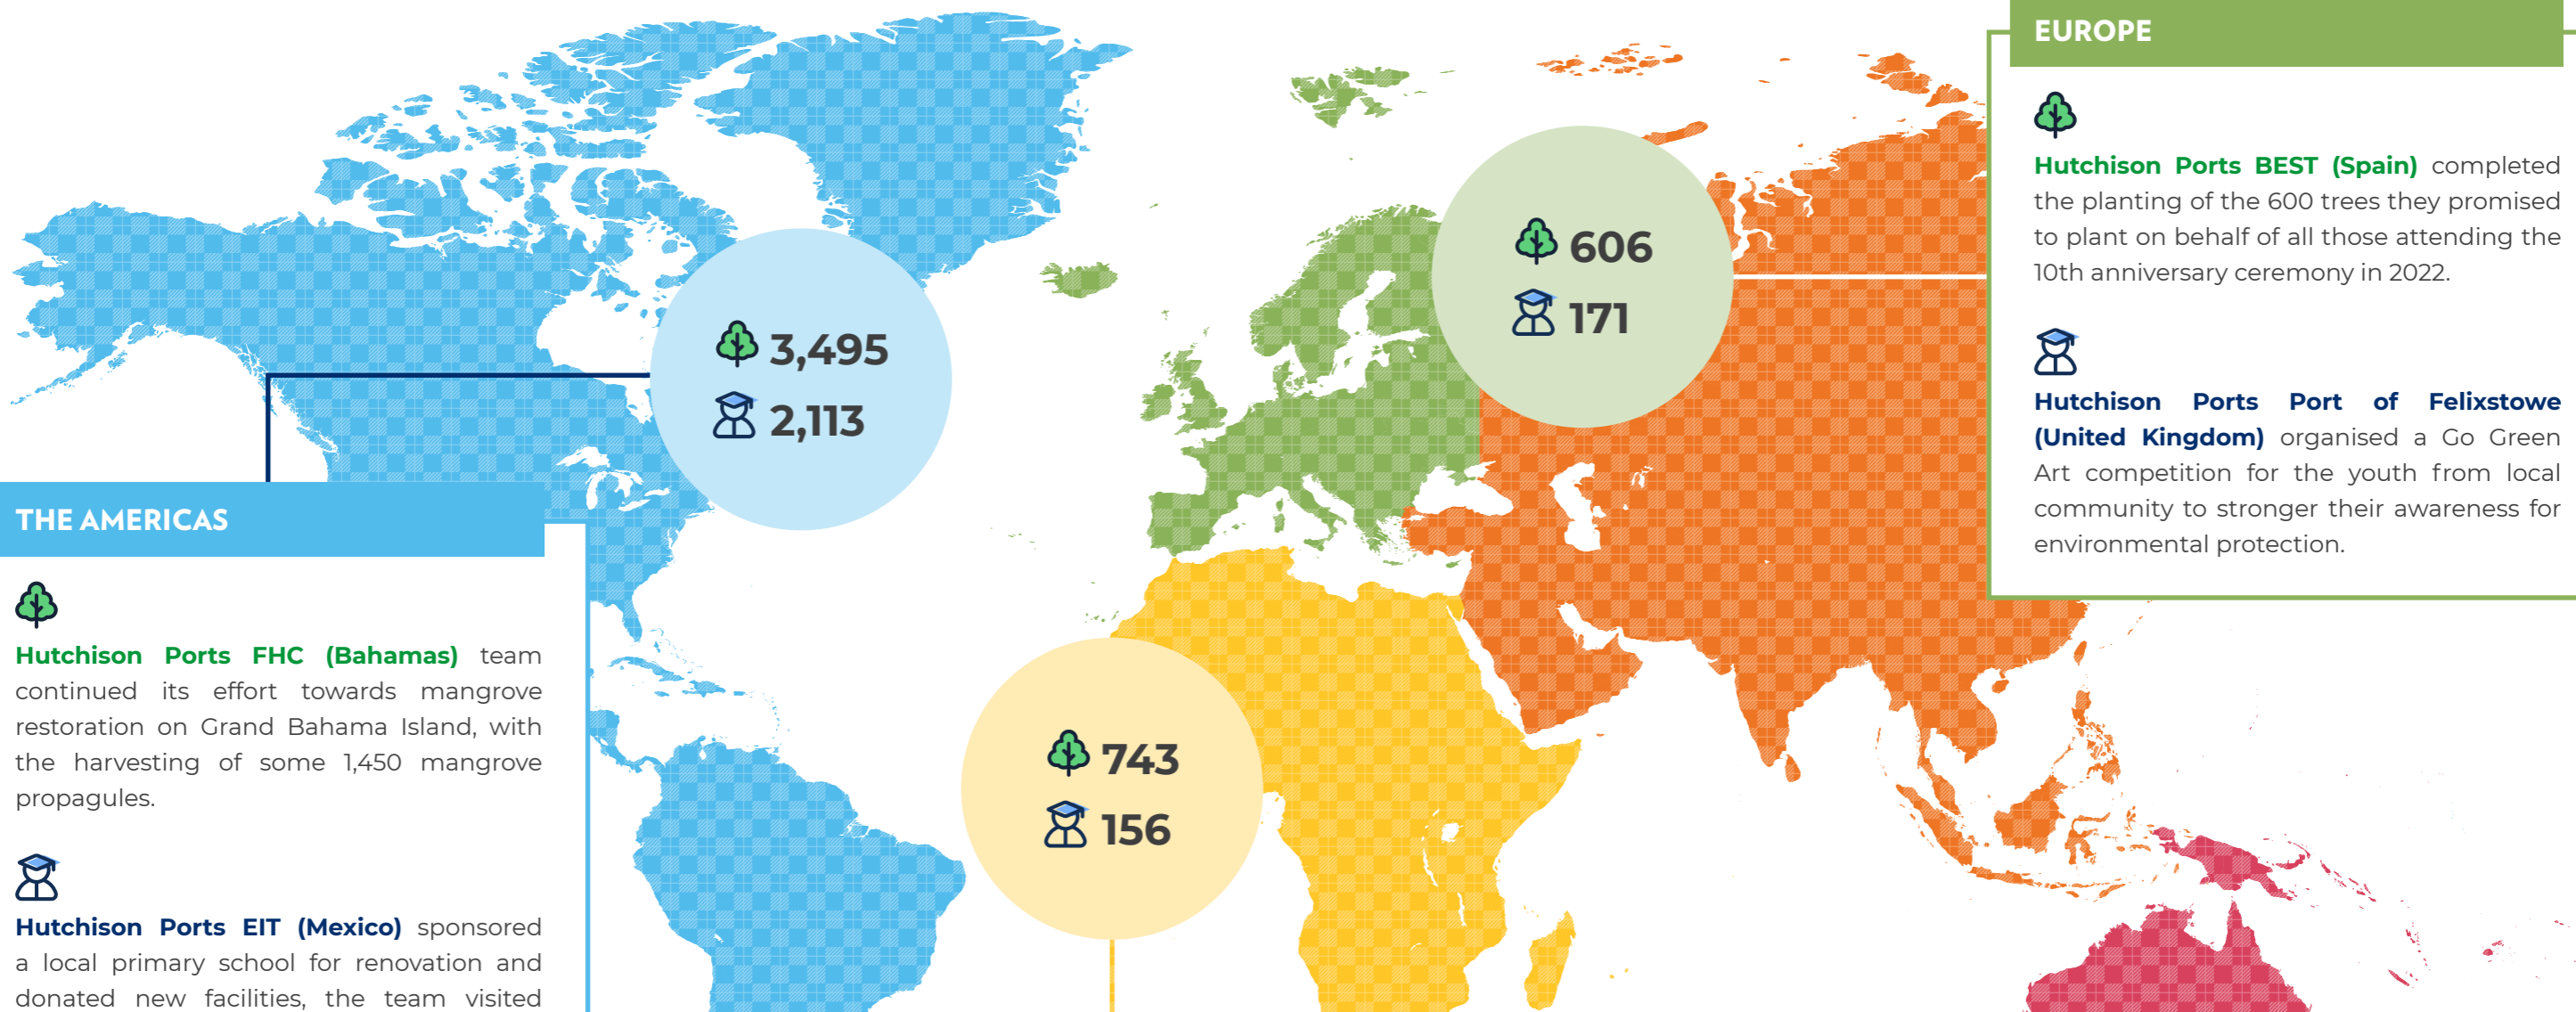 3,495
2,113
606
171
743
156
THE AMERICAS
Hutchison Ports FHC (Bahamas) team
continued its effort towards mangrove
restoration on Grand Bahama Island, with
the harvesting of some 1,450 mangrove
propagules.
Hutchison Ports EIT (Mexico) sponsored
a local primary school for renovation and
donated new facilities, the team visited
EUROPE
Hutchison Ports BEST (Spain) completed
the planting of the 600 trees they promised
to plant on behalf of all those attending the
10th anniversary ceremony in 2022.
Hutchison Ports Port of Felixstowe
(United Kingdom) organised a Go Green
Art competition for the youth from local
community to stronger their awareness for
environmental protection.